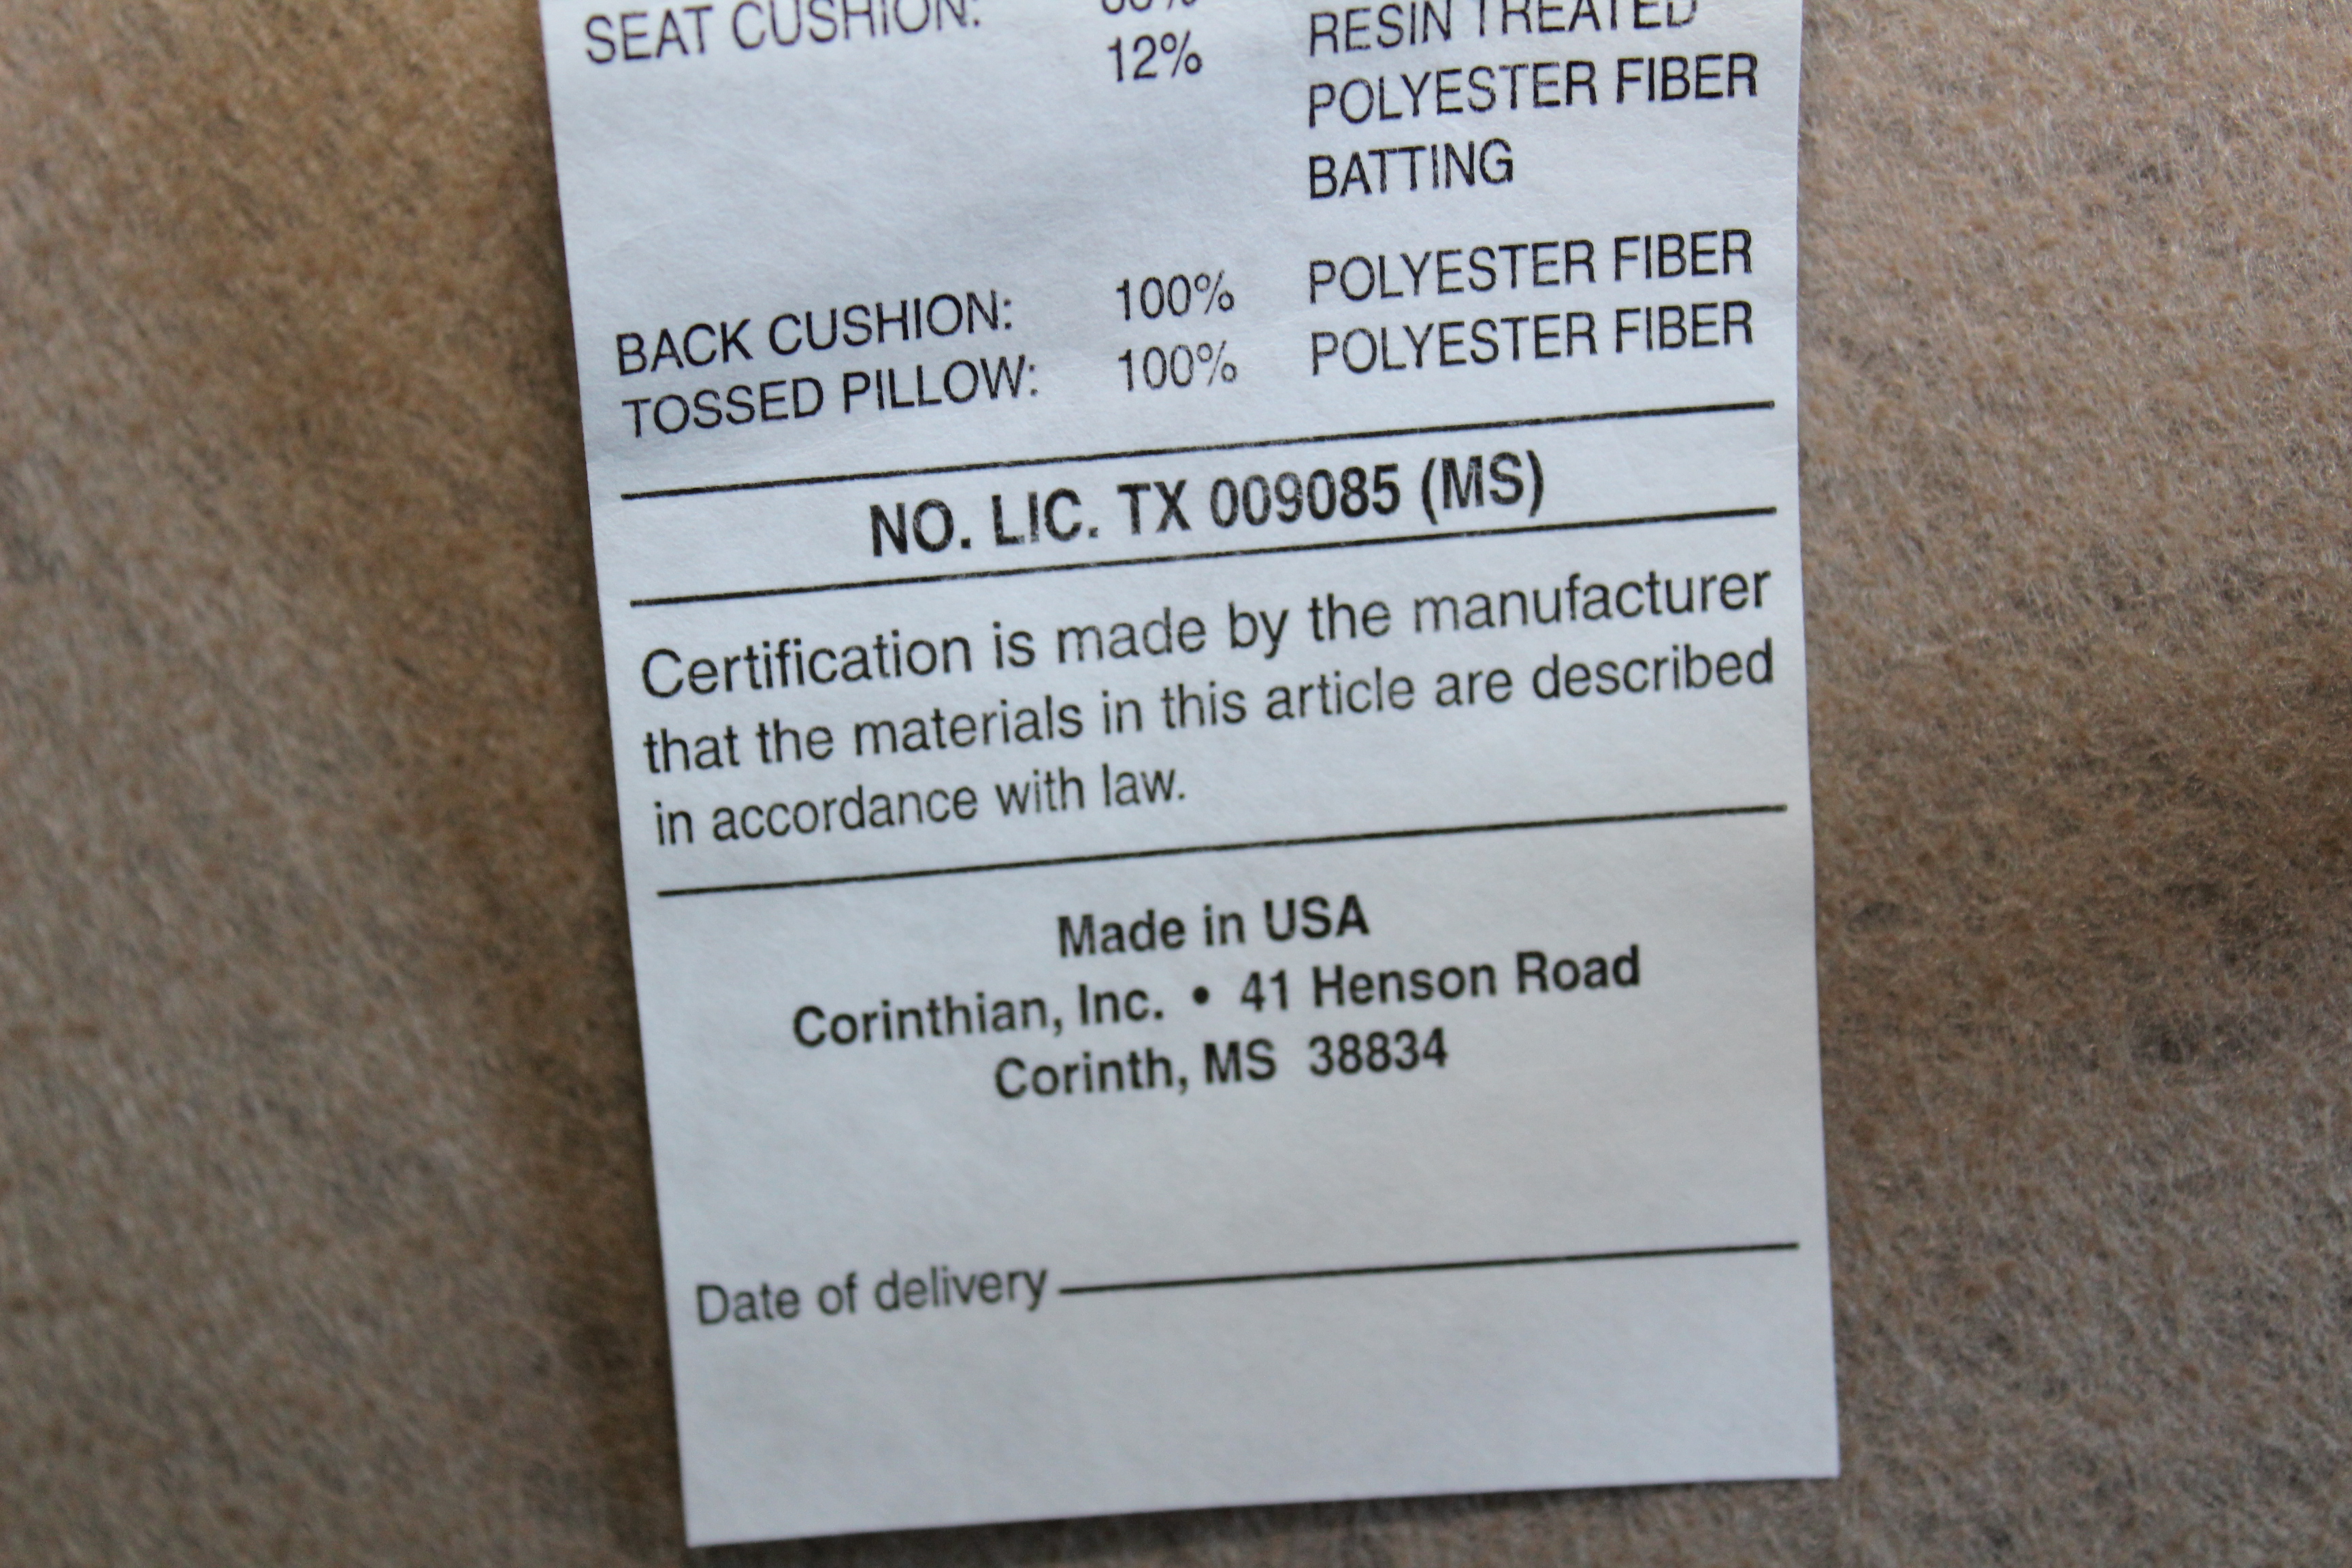 SEAT CUSHION:
12% RESIN TREATED
POLYESTER FIBER
BATTING
BACK CUSHION: 100% POLYESTER FIBER
TOSSED PILLOW: 100% POLYESTER FIBER
NO. LIC. TX 009085 (MS)
Certification is made by the manufacturer
that the materials in this article are described
in accordance with law.
Made in USA
Corinthian, Inc. • 41 Henson Road
Corinth, MS 38834
Date of delivery